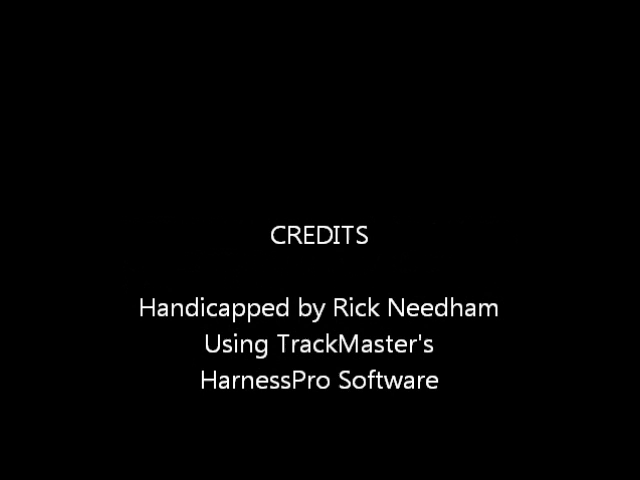 CREDITS
Handicapped by Rick Needham
Using TrackMaster's
HarnessPro Software